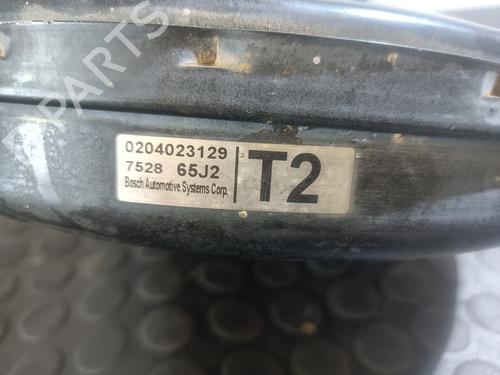 0204023129
7528 65J2
Bosch Automotive Systems Corp.
T2
B-PARTS